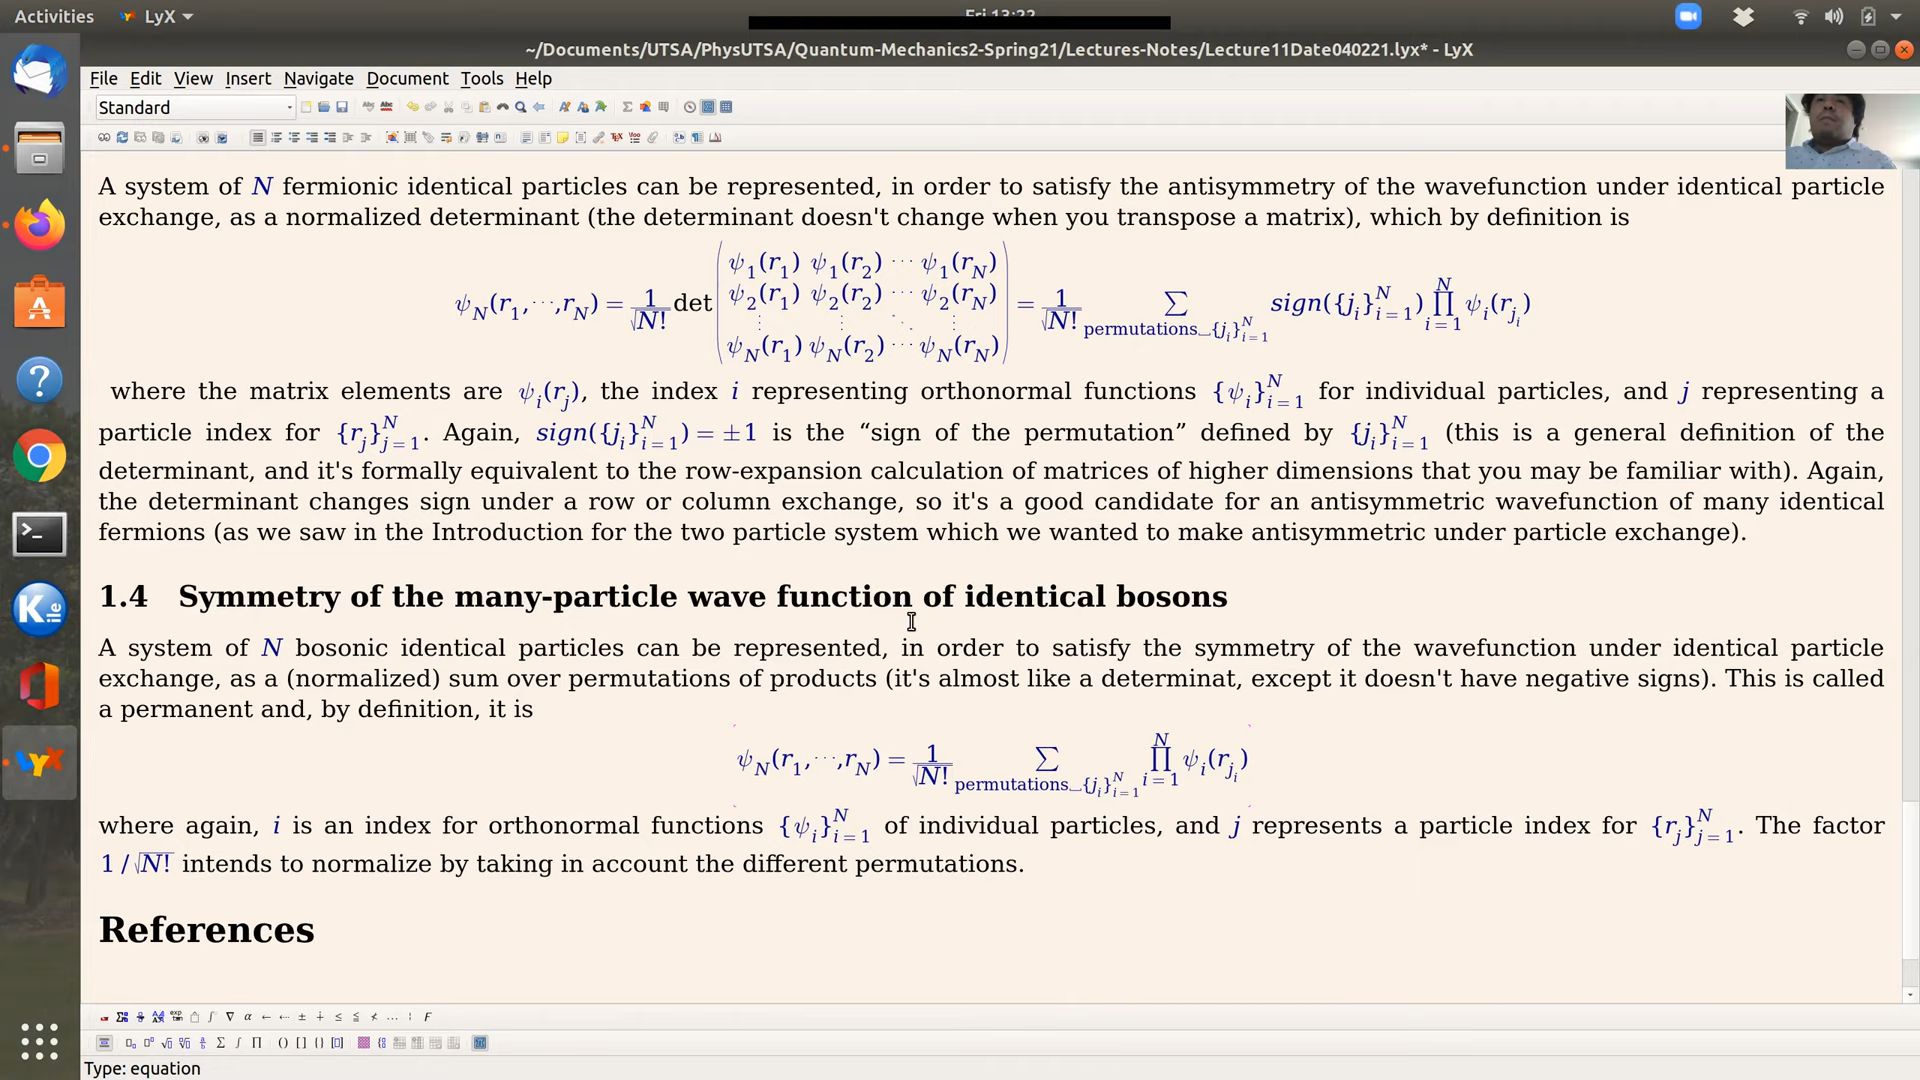 Activities LyX Fri 13:22
~/Documents/UTSA/PhysUTSA/Quantum-Mechanics2-Spring21/Lectures-Notes/Lecture11Date040221.lyx* - LyX
File Edit View Insert Navigate Document Tools Help
Standard
A system of N fermionic identical particles can be represented, in order to satisfy the antisymmetry of the wavefunction under identical particle
exchange, as a normalized determinant (the determinant doesn't change when you transpose a matrix), which by definition is
ψ_N(r_1,⋯,r_N) = 1/√N! det ( ψ_1(r_1) ψ_1(r_2) ⋯ ψ_1(r_N) ; ψ_2(r_1) ψ_2(r_2) ⋯ ψ_2(r_N) ; ⋮ ⋮ ⋱ ⋮ ; ψ_N(r_1) ψ_N(r_2) ⋯ ψ_N(r_N) ) = 1/√N! ∑_{permutations_{j_i}_{i=1}^N} sign({j_i}_{i=1}^N) ∏_{i=1}^N ψ_i(r_{j_i})
where the matrix elements are ψ_i(r_j), the index i representing orthonormal functions {ψ_i}_{i=1}^N for individual particles, and j representing a
particle index for {r_j}_{j=1}^N. Again, sign({j_i}_{i=1}^N) = ±1 is the “sign of the permutation” defined by {j_i}_{i=1}^N (this is a general definition of the
determinant, and it's formally equivalent to the row-expansion calculation of matrices of higher dimensions that you may be familiar with). Again,
the determinant changes sign under a row or column exchange, so it's a good candidate for an antisymmetric wavefunction of many identical
fermions (as we saw in the Introduction for the two particle system which we wanted to make antisymmetric under particle exchange).
1.4 Symmetry of the many-particle wave function of identical bosons
A system of N bosonic identical particles can be represented, in order to satisfy the symmetry of the wavefunction under identical particle
exchange, as a (normalized) sum over permutations of products (it's almost like a determinat, except it doesn't have negative signs). This is called
a permanent and, by definition, it is
ψ_N(r_1,⋯,r_N) = 1/√N! ∑_{permutations_{j_i}_{i=1}^N} ∏_{i=1}^N ψ_i(r_{j_i})
where again, i is an index for orthonormal functions {ψ_i}_{i=1}^N of individual particles, and j represents a particle index for {r_j}_{j=1}^N. The factor
1/√N! intends to normalize by taking in account the different permutations.
References
Type: equation